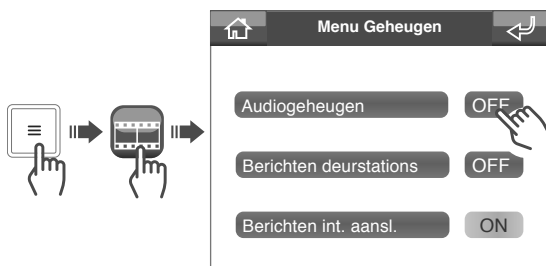 Menu Geheugen
Audiogeheugen OFF
Berichten deurstations OFF
Berichten int. aansl. ON